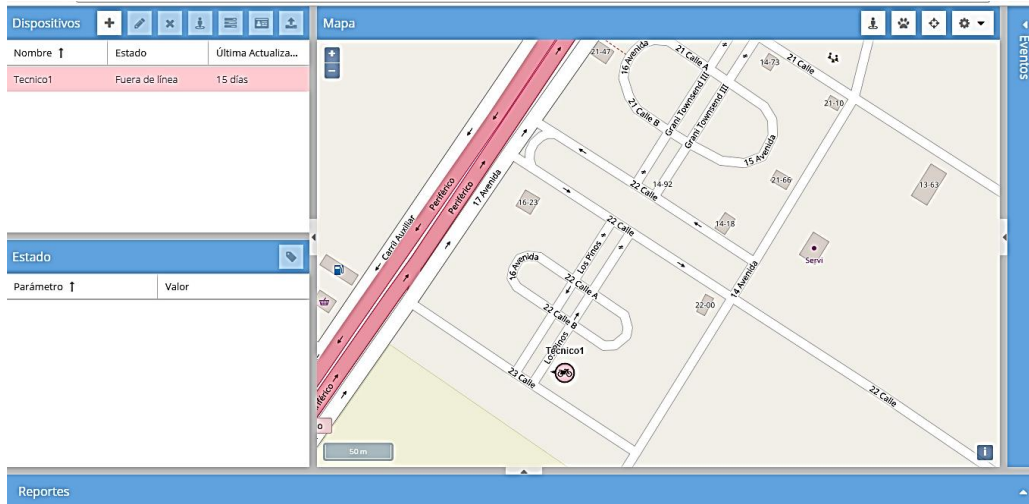 Dispositivos
Nombre ↑ Estado Última Actualiza...
Tecnico1 Fuera de línea 15 días
Estado
Parámetro ↑ Valor
Mapa
+
−
21-47
16 Avenida
21 Calle A
14-73
21 Calle
21 Calle B
Grani Townsend III
Grani Townsend III
21-10
15 Avenida
Periférico
Periférico
17 Avenida
Carril Auxiliar
22 Calle
14-92
21-66
13-63
16-23
14-18
22 Calle
Servi
Los Pinos
16 Avenida
22 Calle A
14 Avenida
22 Calle B
22-00
Los Pinos
Tecnico1
23 Calle
22 Calle
riférico
o
50 m
i
Eventos
Reportes